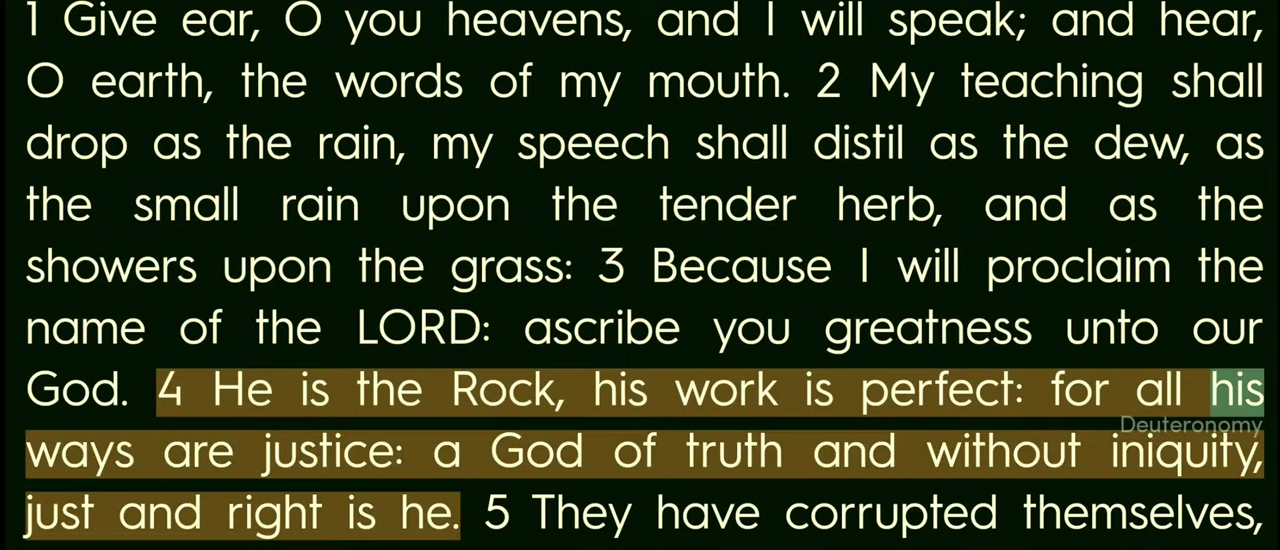 1 Give ear, O you heavens, and I will speak; and hear,
O earth, the words of my mouth. 2 My teaching shall
drop as the rain, my speech shall distil as the dew, as
the small rain upon the tender herb, and as the
showers upon the grass: 3 Because I will proclaim the
name of the LORD: ascribe you greatness unto our
God. 4 He is the Rock, his work is perfect: for all his
Deuteronomy
ways are justice: a God of truth and without iniquity,
just and right is he. 5 They have corrupted themselves,